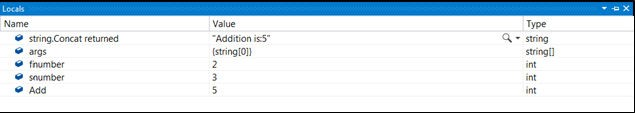 Locals
Name Value Type
string.Concat returned "Addition is:5" string
args {string[0]} string[]
fnumber 2 int
snumber 3 int
Add 5 int